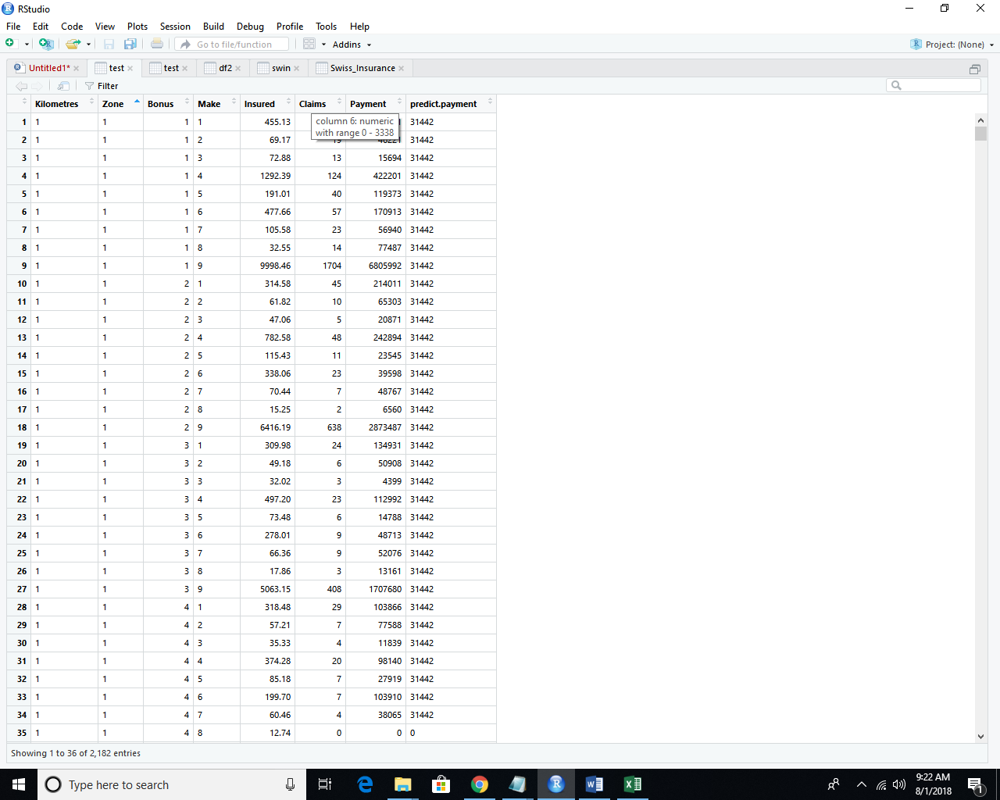 RStudio
File Edit Code View Plots Session Build Debug Profile Tools Help
Go to file/function Addins Project: (None)
Untitled1* test test df2 swin Swiss_Insurance
Filter
Kilometres Zone Bonus Make Insured Claims Payment predict.payment
column 6: numeric
with range 0 - 3338
1 1 1 1 1 455.13 31442
2 1 1 1 2 69.17 31442
3 1 1 1 3 72.88 13 15694 31442
4 1 1 1 4 1292.39 124 422201 31442
5 1 1 1 5 191.01 40 119373 31442
6 1 1 1 6 477.66 57 170913 31442
7 1 1 1 7 105.58 23 56940 31442
8 1 1 1 8 32.55 14 77487 31442
9 1 1 1 9 9998.46 1704 6805992 31442
10 1 1 2 1 314.58 45 214011 31442
11 1 1 2 2 61.82 10 65303 31442
12 1 1 2 3 47.06 5 20871 31442
13 1 1 2 4 782.58 48 242894 31442
14 1 1 2 5 115.43 11 23545 31442
15 1 1 2 6 338.06 23 39598 31442
16 1 1 2 7 70.44 7 48767 31442
17 1 1 2 8 15.25 2 6560 31442
18 1 1 2 9 6416.19 638 2873487 31442
19 1 1 3 1 309.98 24 134931 31442
20 1 1 3 2 49.18 6 50908 31442
21 1 1 3 3 32.02 3 4399 31442
22 1 1 3 4 497.20 23 112992 31442
23 1 1 3 5 73.48 6 14788 31442
24 1 1 3 6 278.01 9 48713 31442
25 1 1 3 7 66.36 9 52076 31442
26 1 1 3 8 17.86 3 13161 31442
27 1 1 3 9 5063.15 408 1707680 31442
28 1 1 4 1 318.48 29 103866 31442
29 1 1 4 2 57.21 7 77588 31442
30 1 1 4 3 35.33 4 11839 31442
31 1 1 4 4 374.28 20 98140 31442
32 1 1 4 5 85.18 7 27919 31442
33 1 1 4 6 199.70 7 103910 31442
34 1 1 4 7 60.46 4 38065 31442
35 1 1 4 8 12.74 0 0 0
Showing 1 to 36 of 2,182 entries
Type here to search
9:22 AM
8/1/2018
1